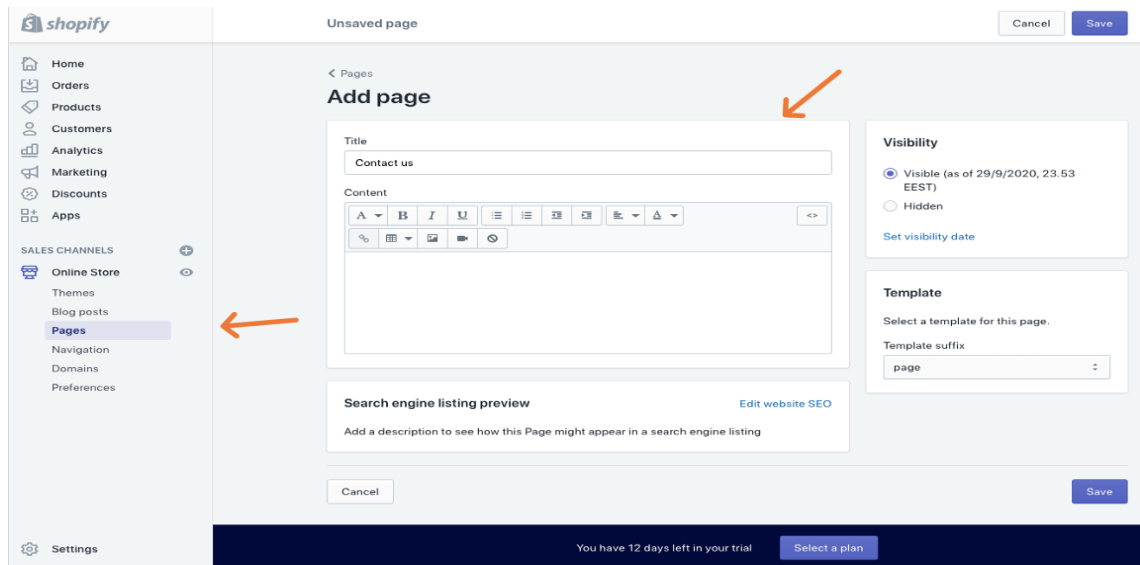 shopify
Unsaved page
Cancel
Save
Home
Orders
Products
Customers
Analytics
Marketing
Discounts
Apps
SALES CHANNELS
Online Store
Themes
Blog posts
Pages
Navigation
Domains
Preferences
Settings
Pages
Add page
Title
Contact us
Content
A
B
I
U
A
<>
Search engine listing preview
Edit website SEO
Add a description to see how this Page might appear in a search engine listing
Visibility
Visible (as of 29/9/2020, 23.53
EEST)
Hidden
Set visibility date
Template
Select a template for this page.
Template suffix
page
Cancel
Save
You have 12 days left in your trial
Select a plan